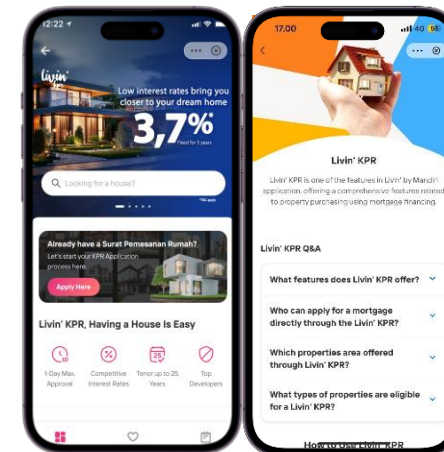 12:22
livin'
kpr
Low interest rates bring you
closer to your dream home
3,7%*
*Fixed for 3 years
Looking for a house?
*T&C apply
Already have a Surat Pemesanan Rumah?
Let's start your KPR Application
process here.
Apply Here
Livin' KPR, Having a House Is Easy
1-Day Max.
Approval
Competitive
Interest Rates
25
Tenor up to 25
Years
Top
Developers
17.00
4G
Livin' KPR
Livin' KPR is one of the features in Livin' by Mandiri
application, offering a comprehensive features related
to property purchasing using mortgage financing.
Livin' KPR Q&A
What features does Livin' KPR offer?
Who can apply for a mortgage
directly through the Livin' KPR?
Which properties area offered
through Livin' KPR?
What types of properties are eligible
for a Livin' KPR?
How to Use Livin' KPR